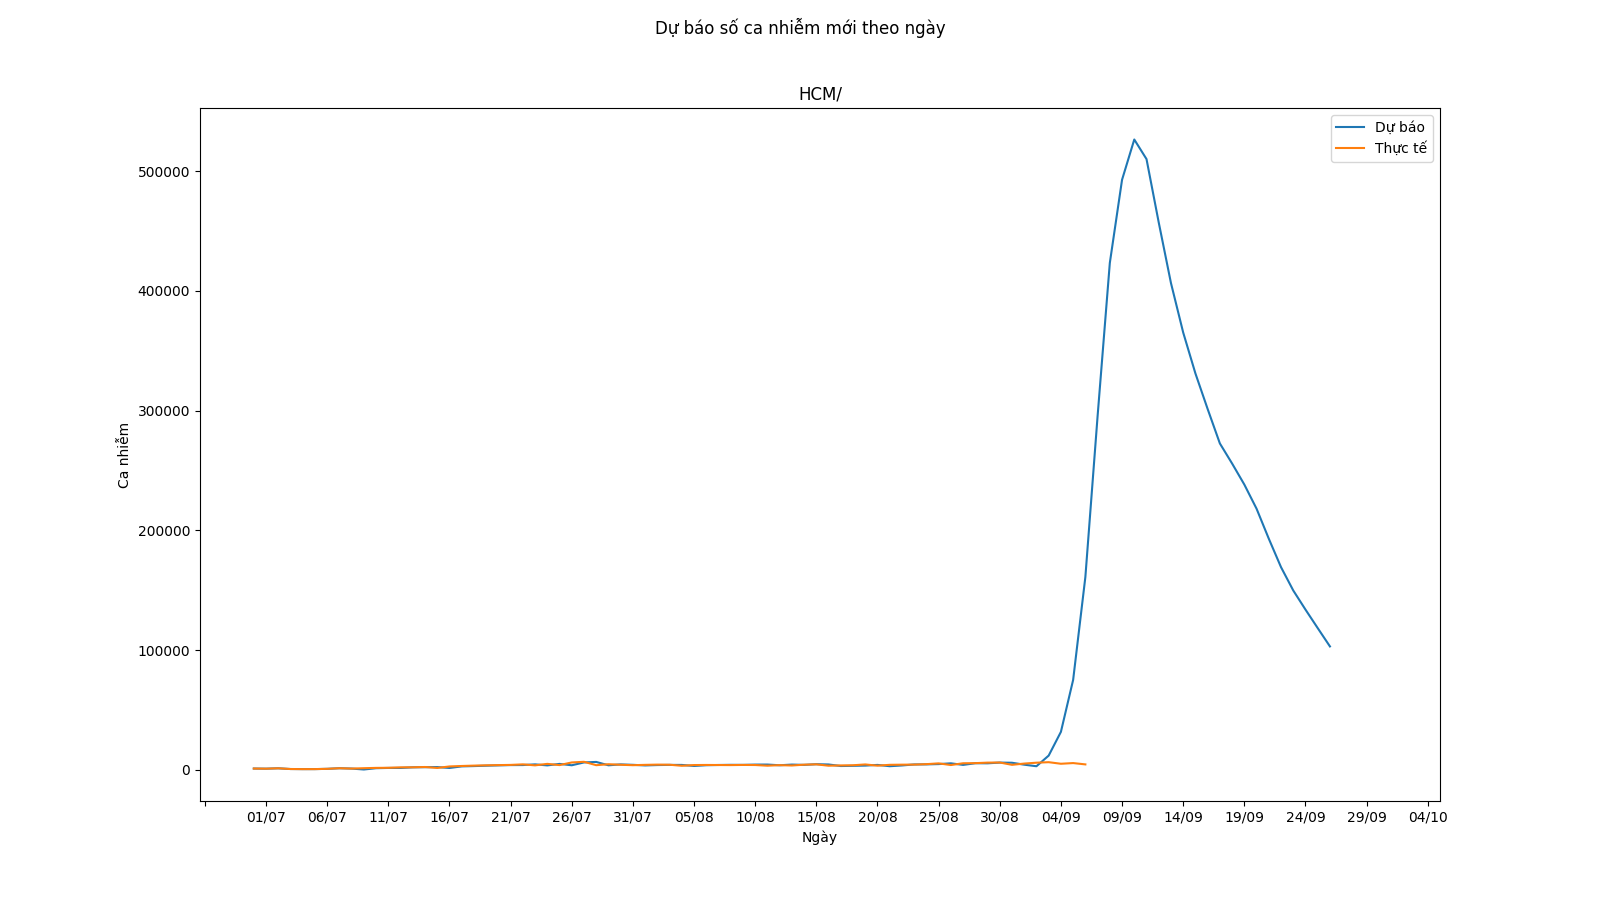 Dự báo số ca nhiễm mới theo ngày
HCM/
Dự báo
Thực tế
500000
400000
300000
200000
100000
0
Ca nhiễm
01/07 06/07 11/07 16/07 21/07 26/07 31/07 05/08 10/08 15/08 20/08 25/08 30/08 04/09 09/09 14/09 19/09 24/09 29/09 04/10
Ngày